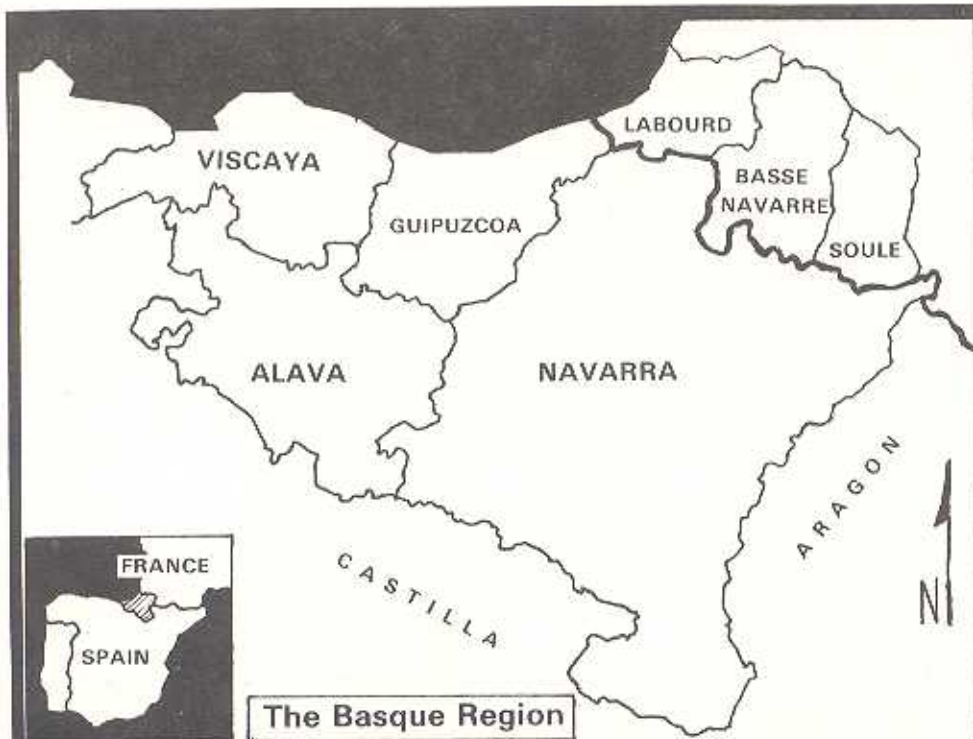 LABOURD
VISCAYA
BASSE
NAVARRE
GUIPUZCOA
SOULE
ALAVA
NAVARRA
ARAGON
CASTILLA
N
FRANCE
SPAIN
The Basque Region